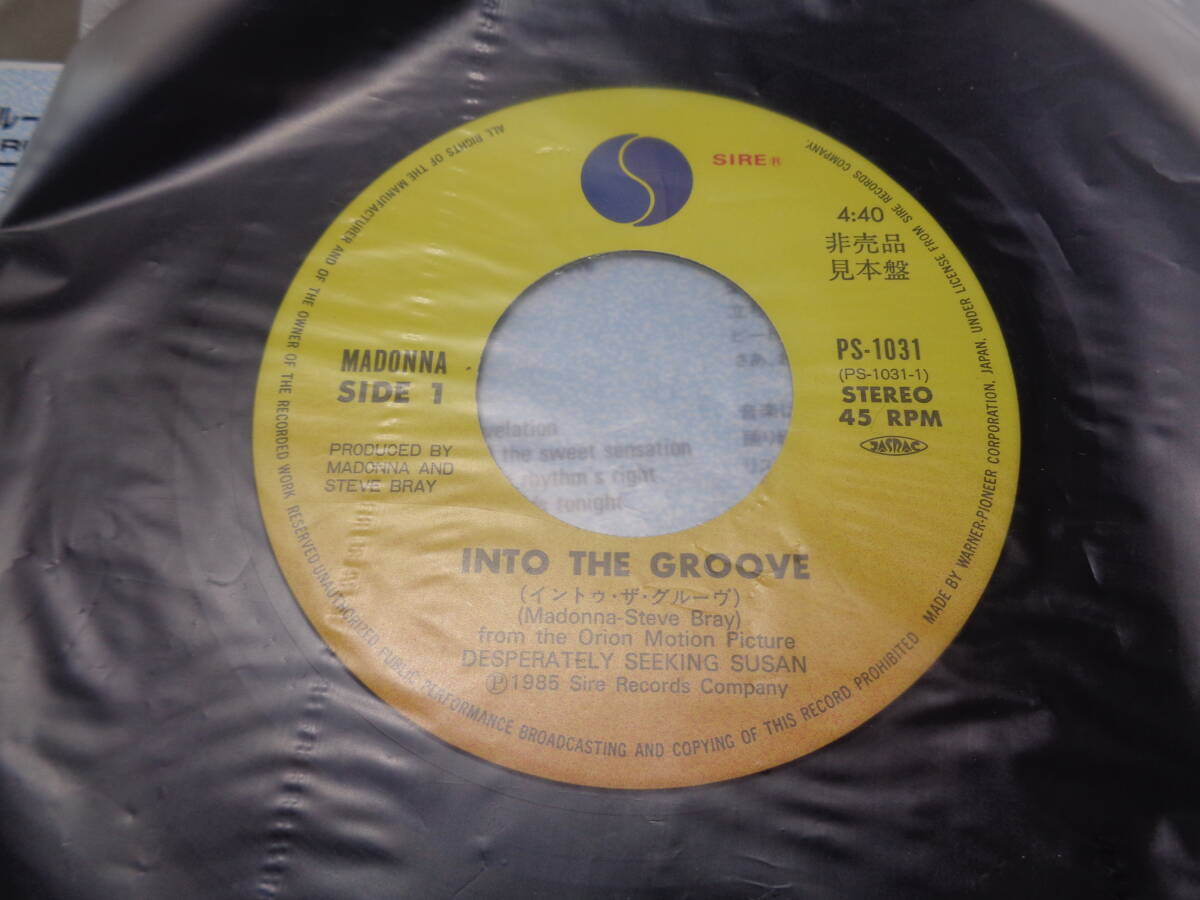 SIRE R
4:40
非売品
見本盤
MADONNA
SIDE 1
PS-1031
(PS-1031-1)
STEREO
45 RPM
JASRAC
PRODUCED BY
MADONNA AND
STEVE BRAY
INTO THE GROOVE
(イントゥ・ザ・グルーヴ)
(Madonna-Steve Bray)
from the Orion Motion Picture
DESPERATELY SEEKING SUSAN
Ⓟ1985 Sire Records Company
ALL RIGHTS OF THE MANUFACTURER AND OF THE OWNER OF THE RECORDED WORK RESERVED UNAUTHORIZED PUBLIC PERFORMANCE BROADCASTING AND COPYING OF THIS RECORD PROHIBITED
MADE BY WARNER-PIONEER CORPORATION, JAPAN, UNDER LICENSE FROM SIRE RECORDS COMPANY.
the sweet sensation
rhythm s right
tonight